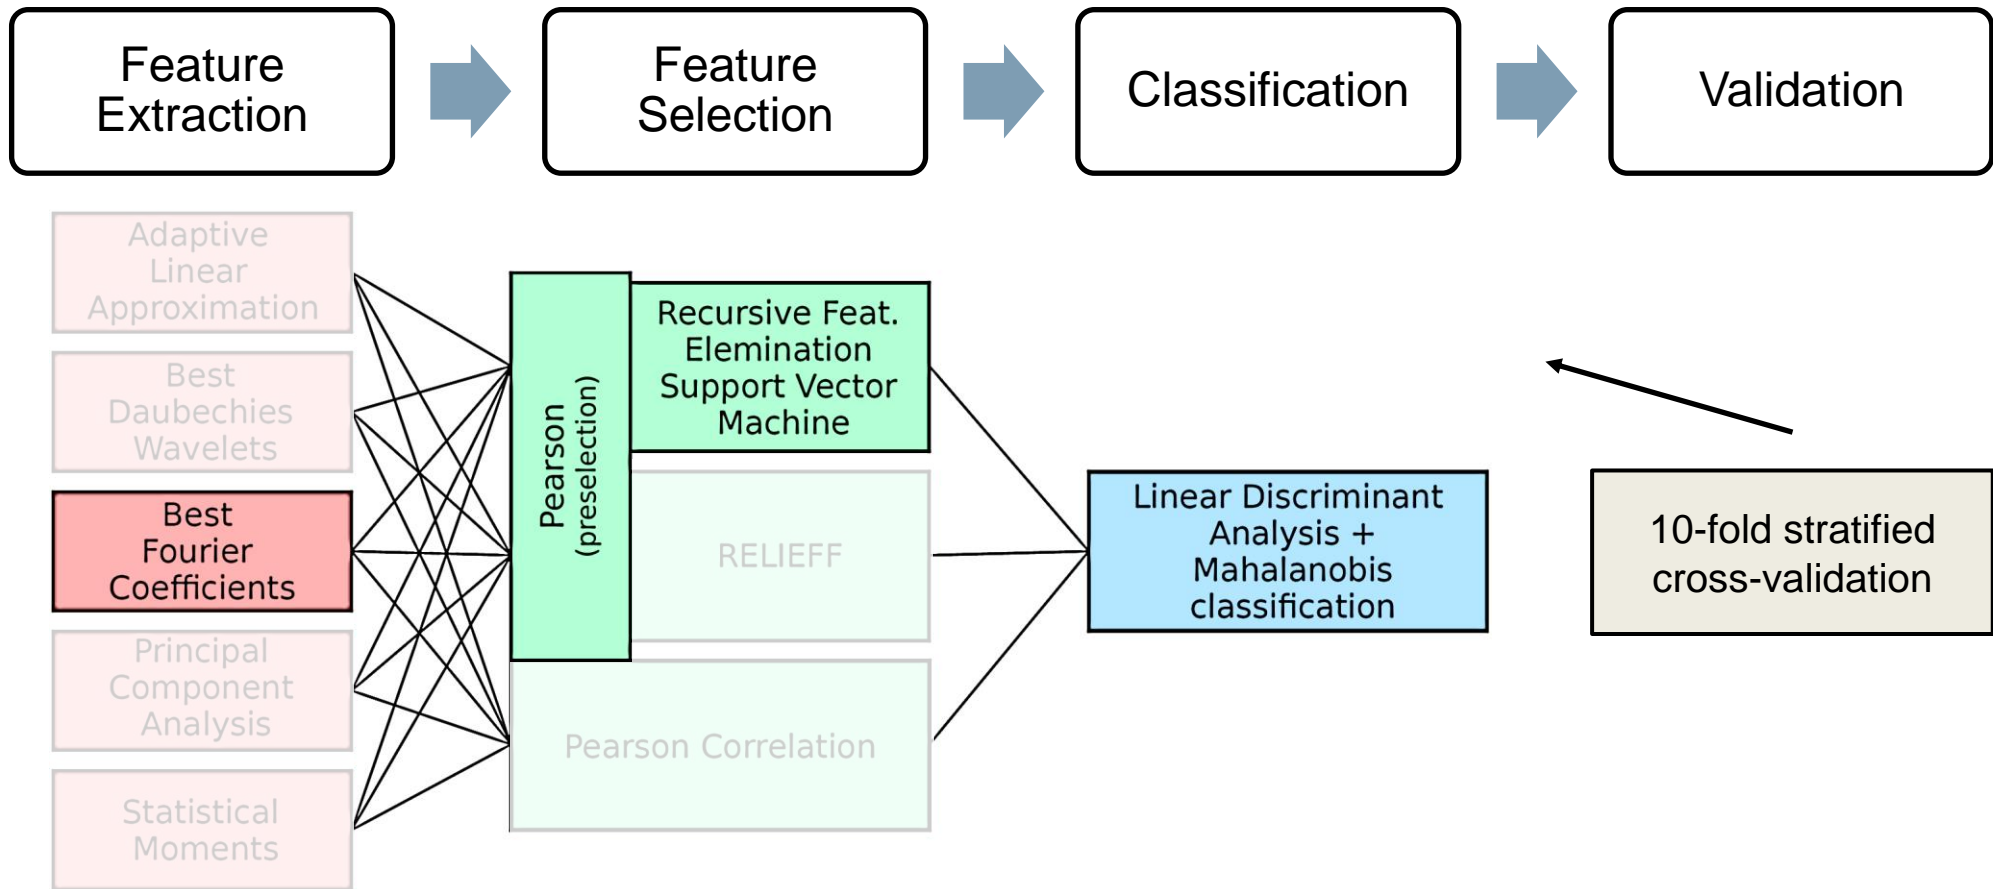 Feature
Extraction
Feature
Selection
Classification
Validation
Adaptive
Linear
Approximation
Best
Daubechies
Wavelets
Best
Fourier
Coefficients
Principal
Component
Analysis
Statistical
Moments
Pearson
(preselection)
Recursive Feat.
Elemination
Support Vector
Machine
RELIEFF
Pearson Correlation
Linear Discriminant
Analysis +
Mahalanobis
classification
10-fold stratified
cross-validation